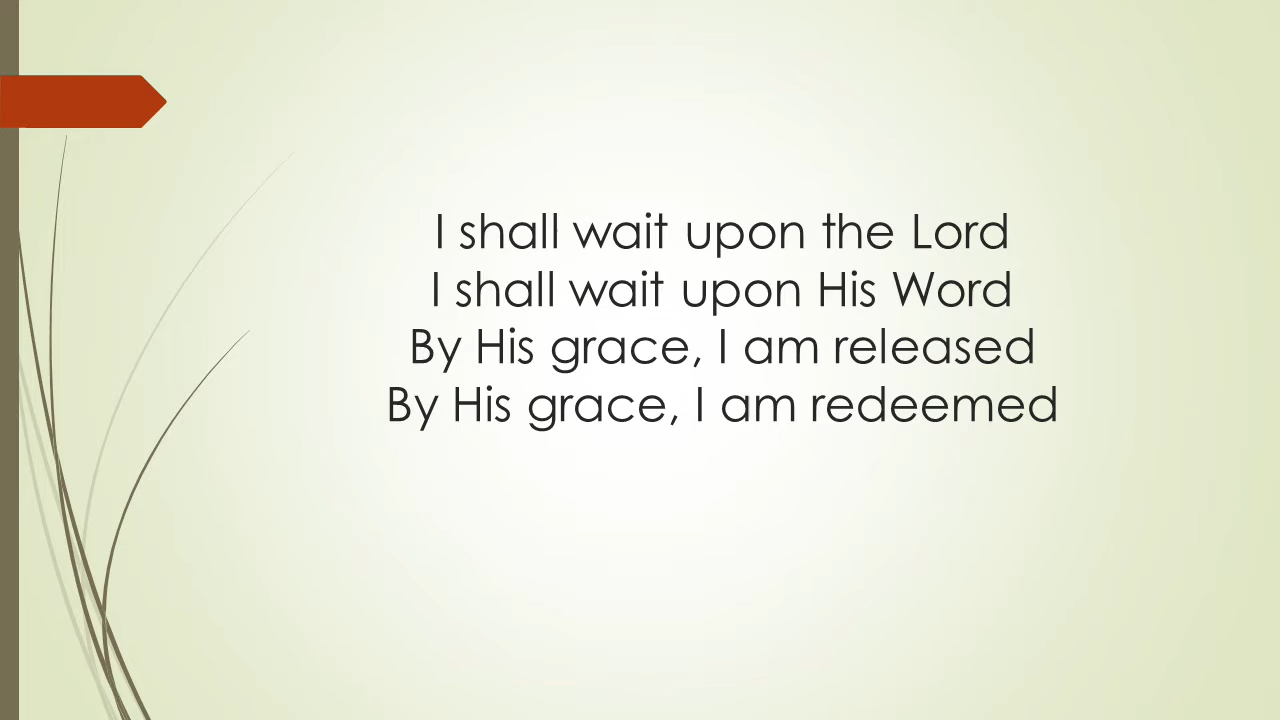 I shall wait upon the Lord
I shall wait upon His Word
By His grace, I am released
By His grace, I am redeemed